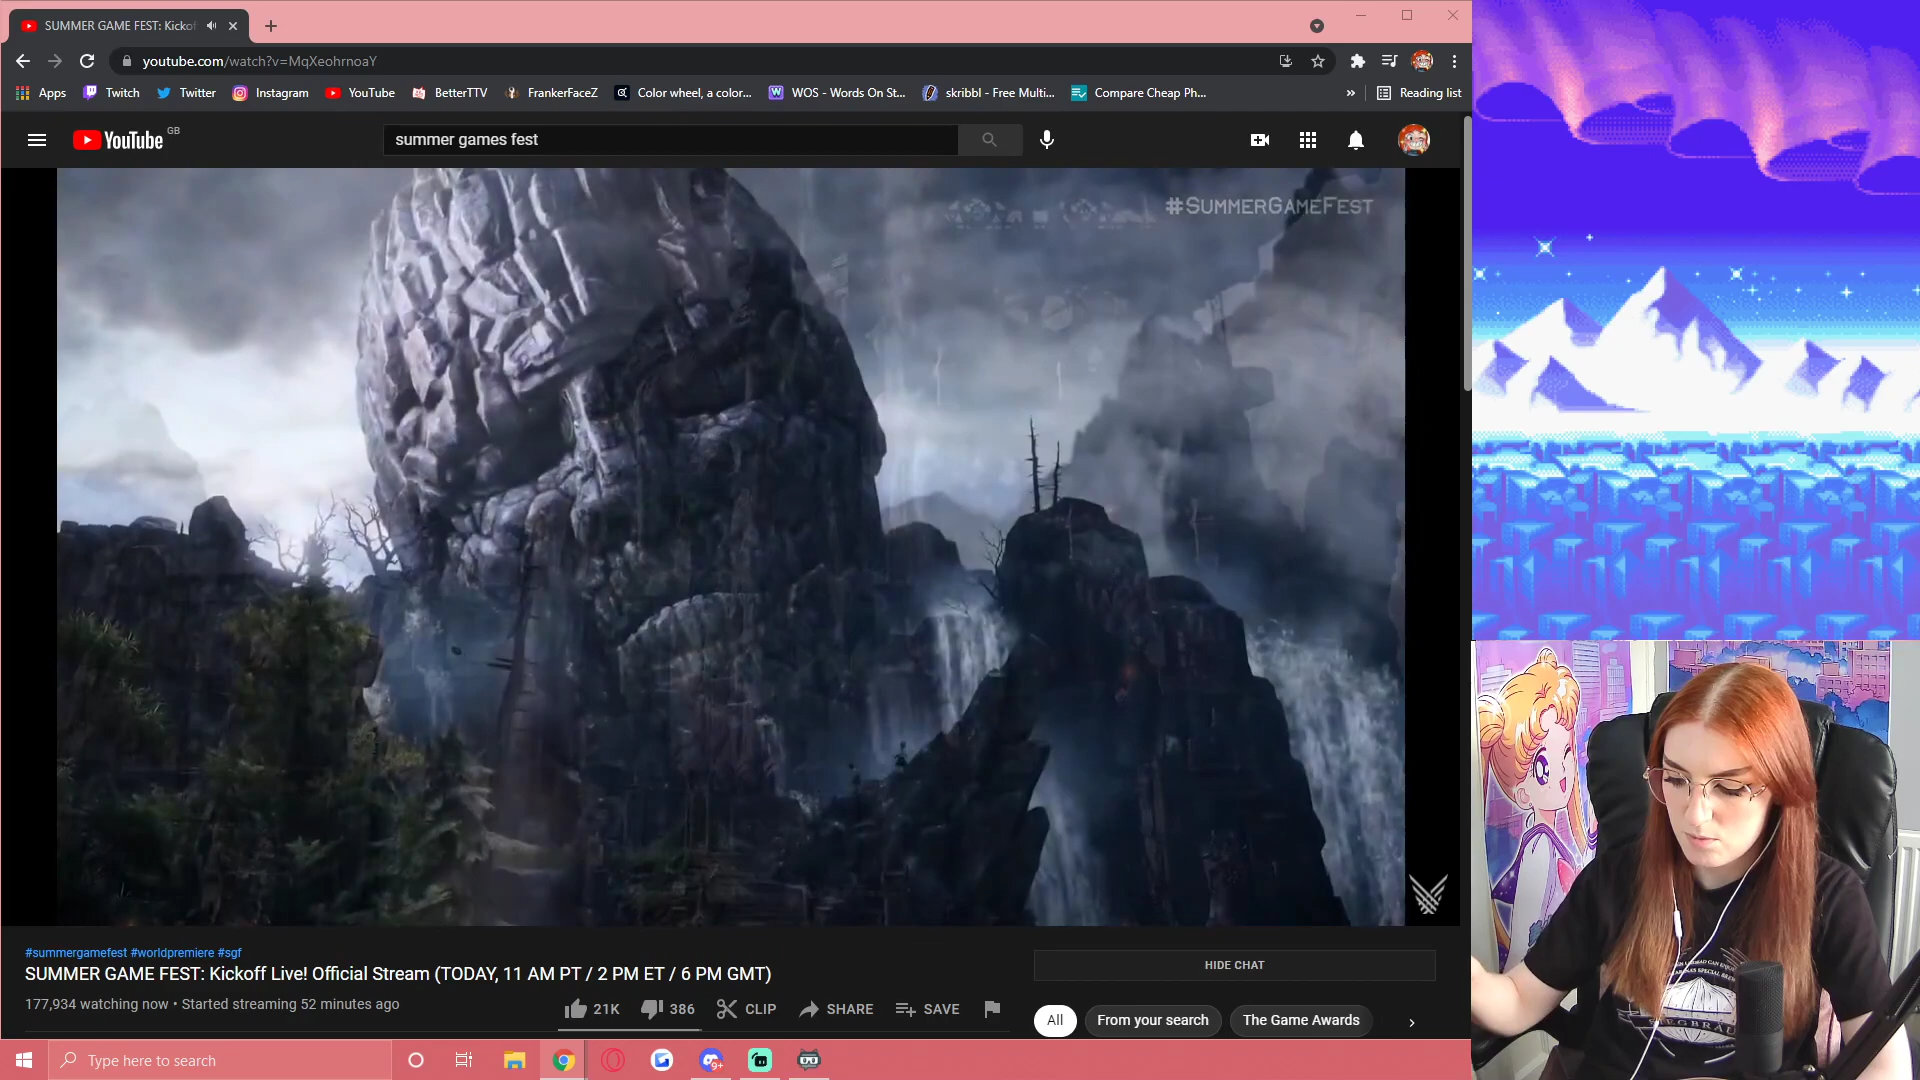 SUMMER GAME FEST: Kickof
youtube.com/watch?v=MqXeohrnoaY
Apps
Twitch
Twitter
Instagram
YouTube
BetterTTV
FrankerFaceZ
Color wheel, a color...
WOS - Words On St...
skribbl - Free Multi...
Compare Cheap Ph...
»
Reading list
YouTube GB
summer games fest
#SUMMERGAMEFEST
#summergamefest #worldpremiere #sgf
SUMMER GAME FEST: Kickoff Live! Official Stream (TODAY, 11 AM PT / 2 PM ET / 6 PM GMT)
177,934 watching now • Started streaming 52 minutes ago
21K
386
CLIP
SHARE
SAVE
HIDE CHAT
All
From your search
The Game Awards
Type here to search
9+